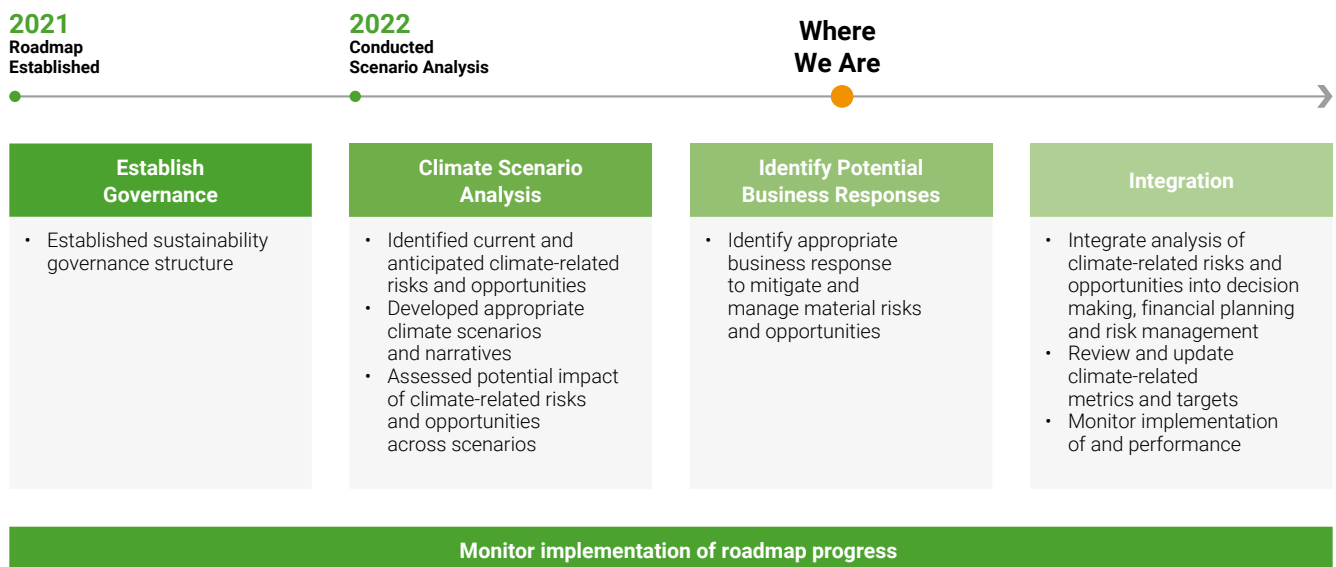 2021
Roadmap
Established
2022
Conducted
Scenario Analysis
Where
We Are
Establish
Governance
• Established sustainability
governance structure
Climate Scenario
Analysis
• Identified current and
anticipated climate-related
risks and opportunities
• Developed appropriate
climate scenarios
and narratives
• Assessed potential impact
of climate-related risks
and opportunities
across scenarios
Identify Potential
Business Responses
• Identify appropriate
business response
to mitigate and
manage material risks
and opportunities
Integration
• Integrate analysis of
climate-related risks and
opportunities into decision
making, financial planning
and risk management
• Review and update
climate-related
metrics and targets
• Monitor implementation
of and performance
Monitor implementation of roadmap progress